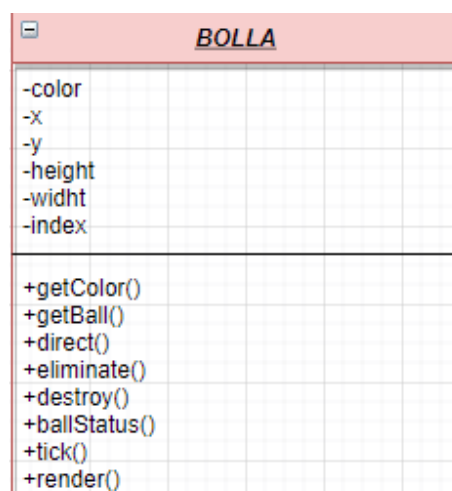 BOLLA
-color
-x
-y
-height
-widht
-index
+getColor()
+getBall()
+direct()
+eliminate()
+destroy()
+ballStatus()
+tick()
+render()